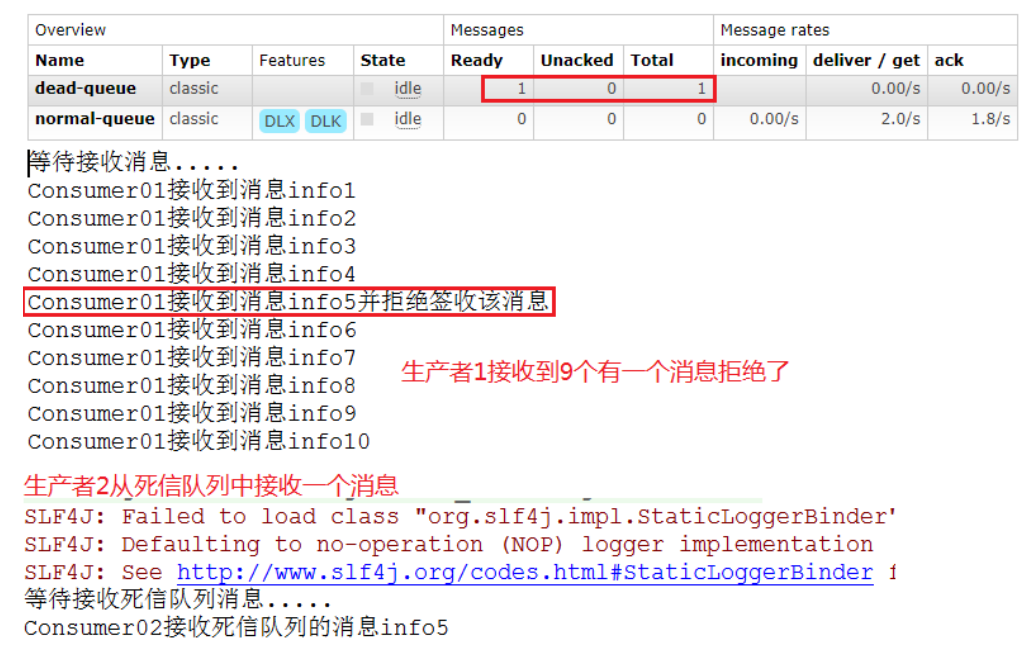 Overview Messages Message rates
Name Type Features State Ready Unacked Total incoming deliver / get ack
dead-queue classic idle 1 0 1 0.00/s 0.00/s
normal-queue classic DLX DLK idle 0 0 0 0.00/s 2.0/s 1.8/s
等待接收消息.....
Consumer01接收到消息info1
Consumer01接收到消息info2
Consumer01接收到消息info3
Consumer01接收到消息info4
Consumer01接收到消息info5并拒绝签收该消息
Consumer01接收到消息info6
Consumer01接收到消息info7
生产者1接收到9个有一个消息拒绝了
Consumer01接收到消息info8
Consumer01接收到消息info9
Consumer01接收到消息info10
生产者2从死信队列中接收一个消息
SLF4J: Failed to load class "org.slf4j.impl.StaticLoggerBinder"
SLF4J: Defaulting to no-operation (NOP) logger implementation
SLF4J: See http://www.slf4j.org/codes.html#StaticLoggerBinder f
等待接收死信队列消息.....
Consumer02接收死信队列的消息info5